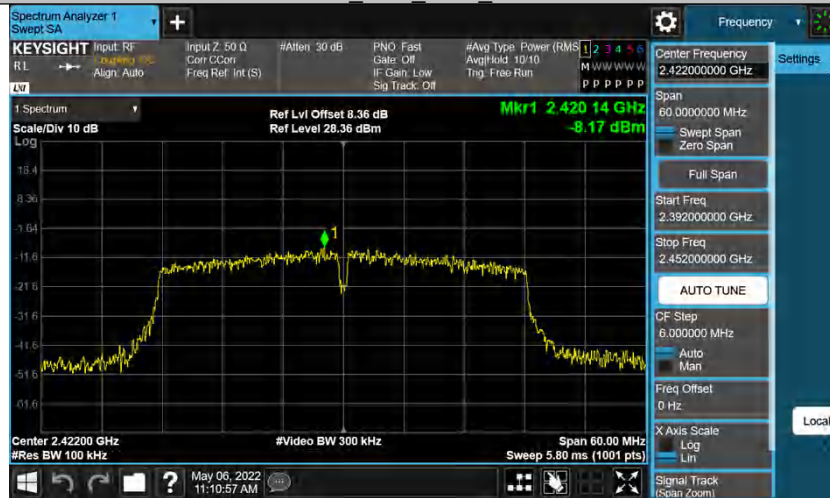 Spectrum Analyzer 1
Swept SA
+
Frequency
KEYSIGHT
RL
LXI
Input: RF
Coupling: DC
Align: Auto
Input Z: 50 Ω
Corr CCorr
Freq Ref: Int (S)
#Atten: 30 dB
PNO: Fast
Gate: Off
IF Gain: Low
Sig Track: Off
#Avg Type: Power (RMS
Avg|Hold: 10/10
Trig: Free Run
1 2 3 4 5 6
M W W W W W
P P P P P P
Center Frequency
2.422000000 GHz
Settings
1 Spectrum
Scale/Div 10 dB
Log
Ref Lvl Offset 8.36 dB
Ref Level 28.36 dBm
Mkr1 2.420 14 GHz
-8.17 dBm
Span
60.0000000 MHz
Swept Span
Zero Span
Full Span
18.4
8.36
-1.64
-11.6
-21.6
-31.6
-41.6
-51.6
-61.6
1
Start Freq
2.392000000 GHz
Stop Freq
2.452000000 GHz
AUTO TUNE
CF Step
6.000000 MHz
Auto
Man
Freq Offset
0 Hz
Local
X Axis Scale
Log
Lin
Signal Track
(Span Zoom)
Center 2.42200 GHz
#Res BW 100 kHz
#Video BW 300 kHz
Span 60.00 MHz
Sweep 5.80 ms (1001 pts)
?
May 06, 2022
11:10:57 AM